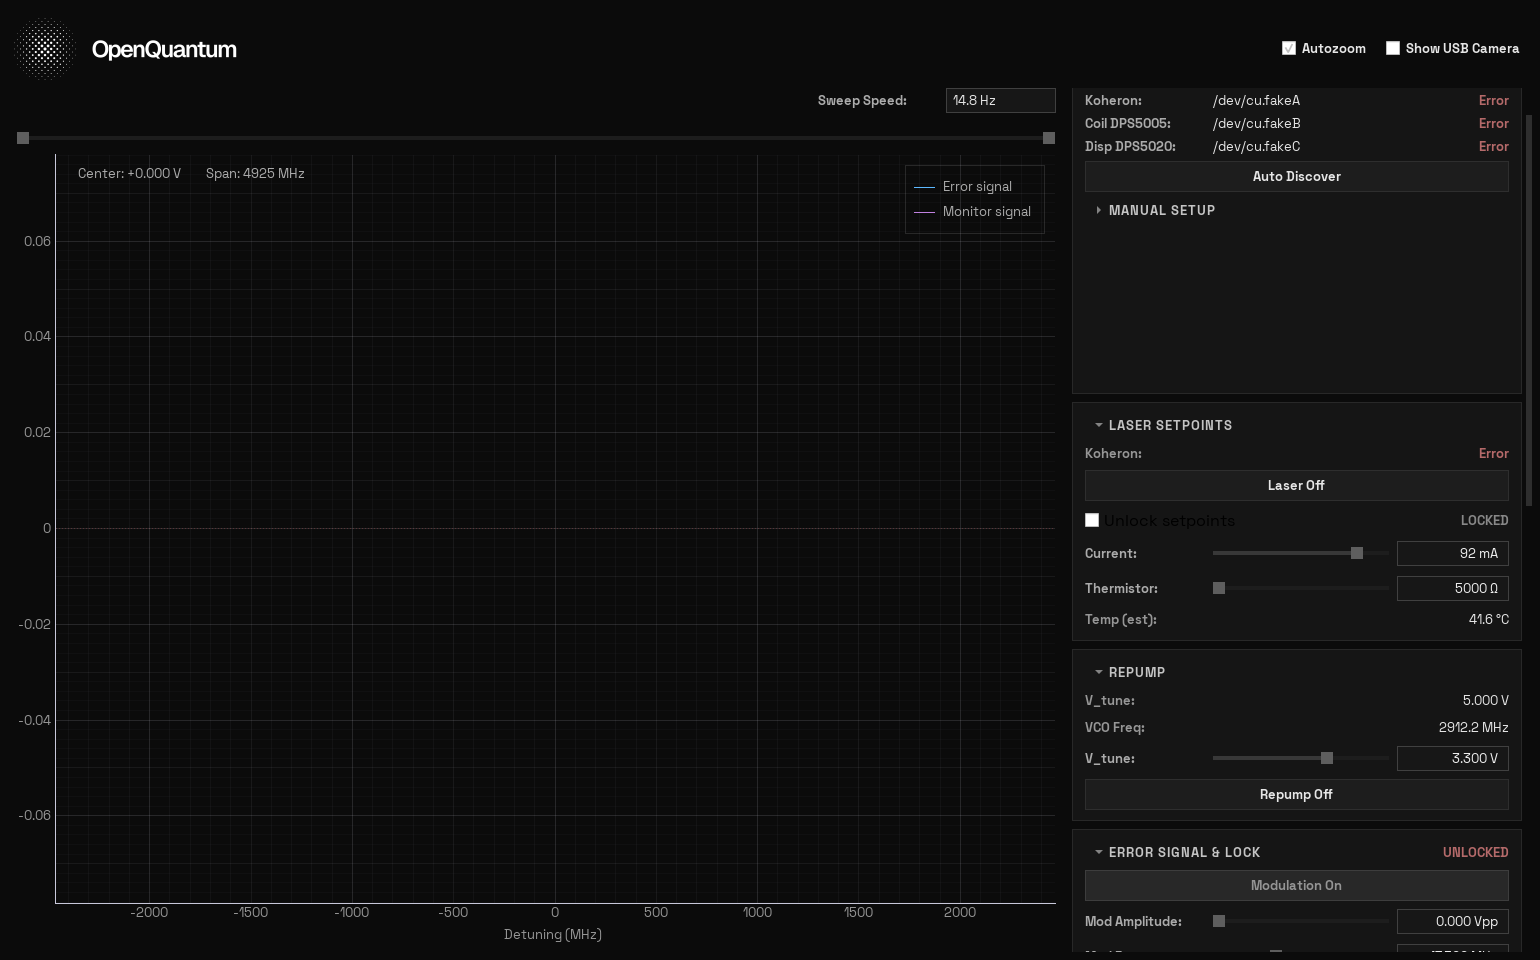 OpenQuantum
Autozoom Show USB Camera
Sweep Speed: 14.8 Hz
Center: +0.000 V Span: 4925 MHz
Error signal
Monitor signal
0.06
0.04
0.02
0
-0.02
-0.04
-0.06
-2000 -1500 -1000 -500 0 500 1000 1500 2000
Detuning (MHz)
Koheron: /dev/cu.fakeA Error
Coil DPS5005: /dev/cu.fakeB Error
Disp DPS5020: /dev/cu.fakeC Error
Auto Discover
MANUAL SETUP
LASER SETPOINTS
Koheron: Error
Laser Off
Unlock setpoints LOCKED
Current: 92 mA
Thermistor: 5000 Ω
Temp (est): 41.6 °C
REPUMP
V_tune: 5.000 V
VCO Freq: 2912.2 MHz
V_tune: 3.300 V
Repump Off
ERROR SIGNAL & LOCK UNLOCKED
Modulation On
Mod Amplitude: 0.000 Vpp